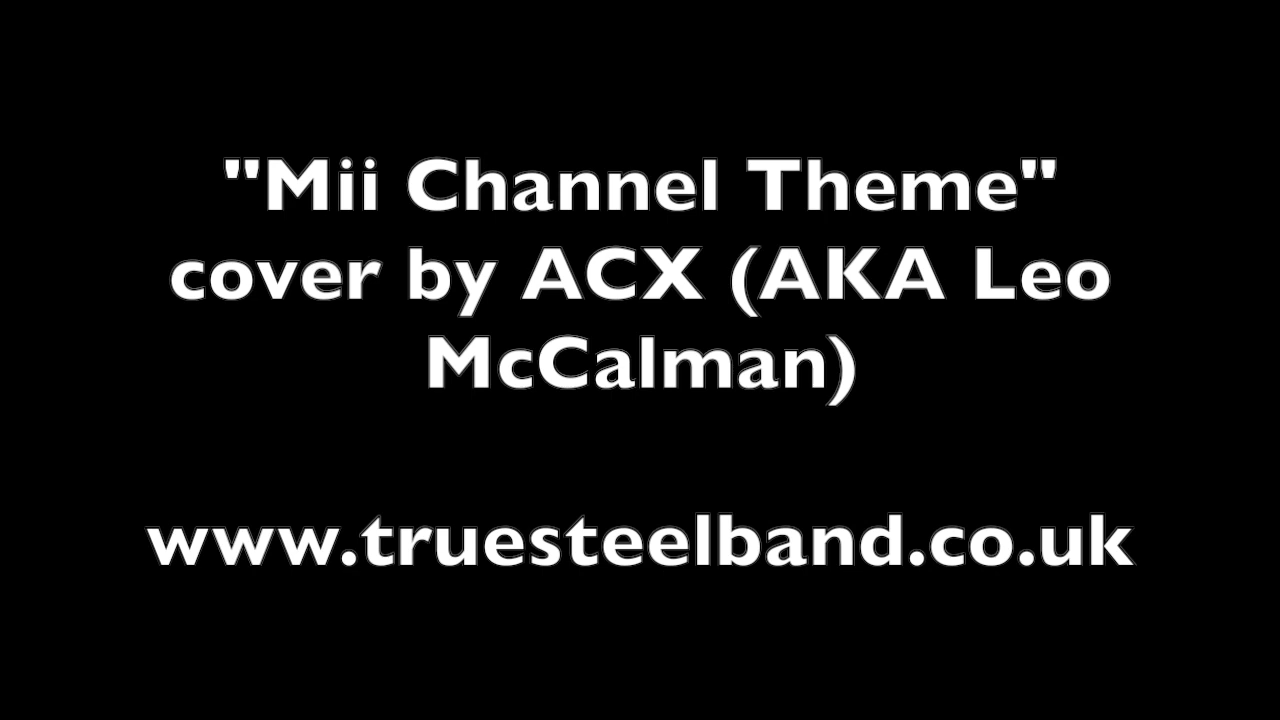 "Mii Channel Theme"
cover by ACX (AKA Leo
McCalman)
www.truesteelband.co.uk